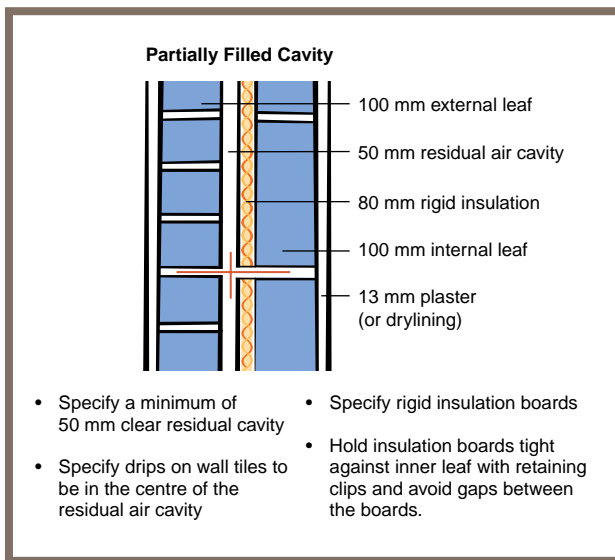 Partially Filled Cavity
100 mm external leaf
50 mm residual air cavity
80 mm rigid insulation
100 mm internal leaf
13 mm plaster
(or drylining)
• Specify a minimum of
50 mm clear residual cavity
• Specify drips on wall tiles to
be in the centre of the
residual air cavity
• Specify rigid insulation boards
• Hold insulation boards tight
against inner leaf with retaining
clips and avoid gaps between
the boards.